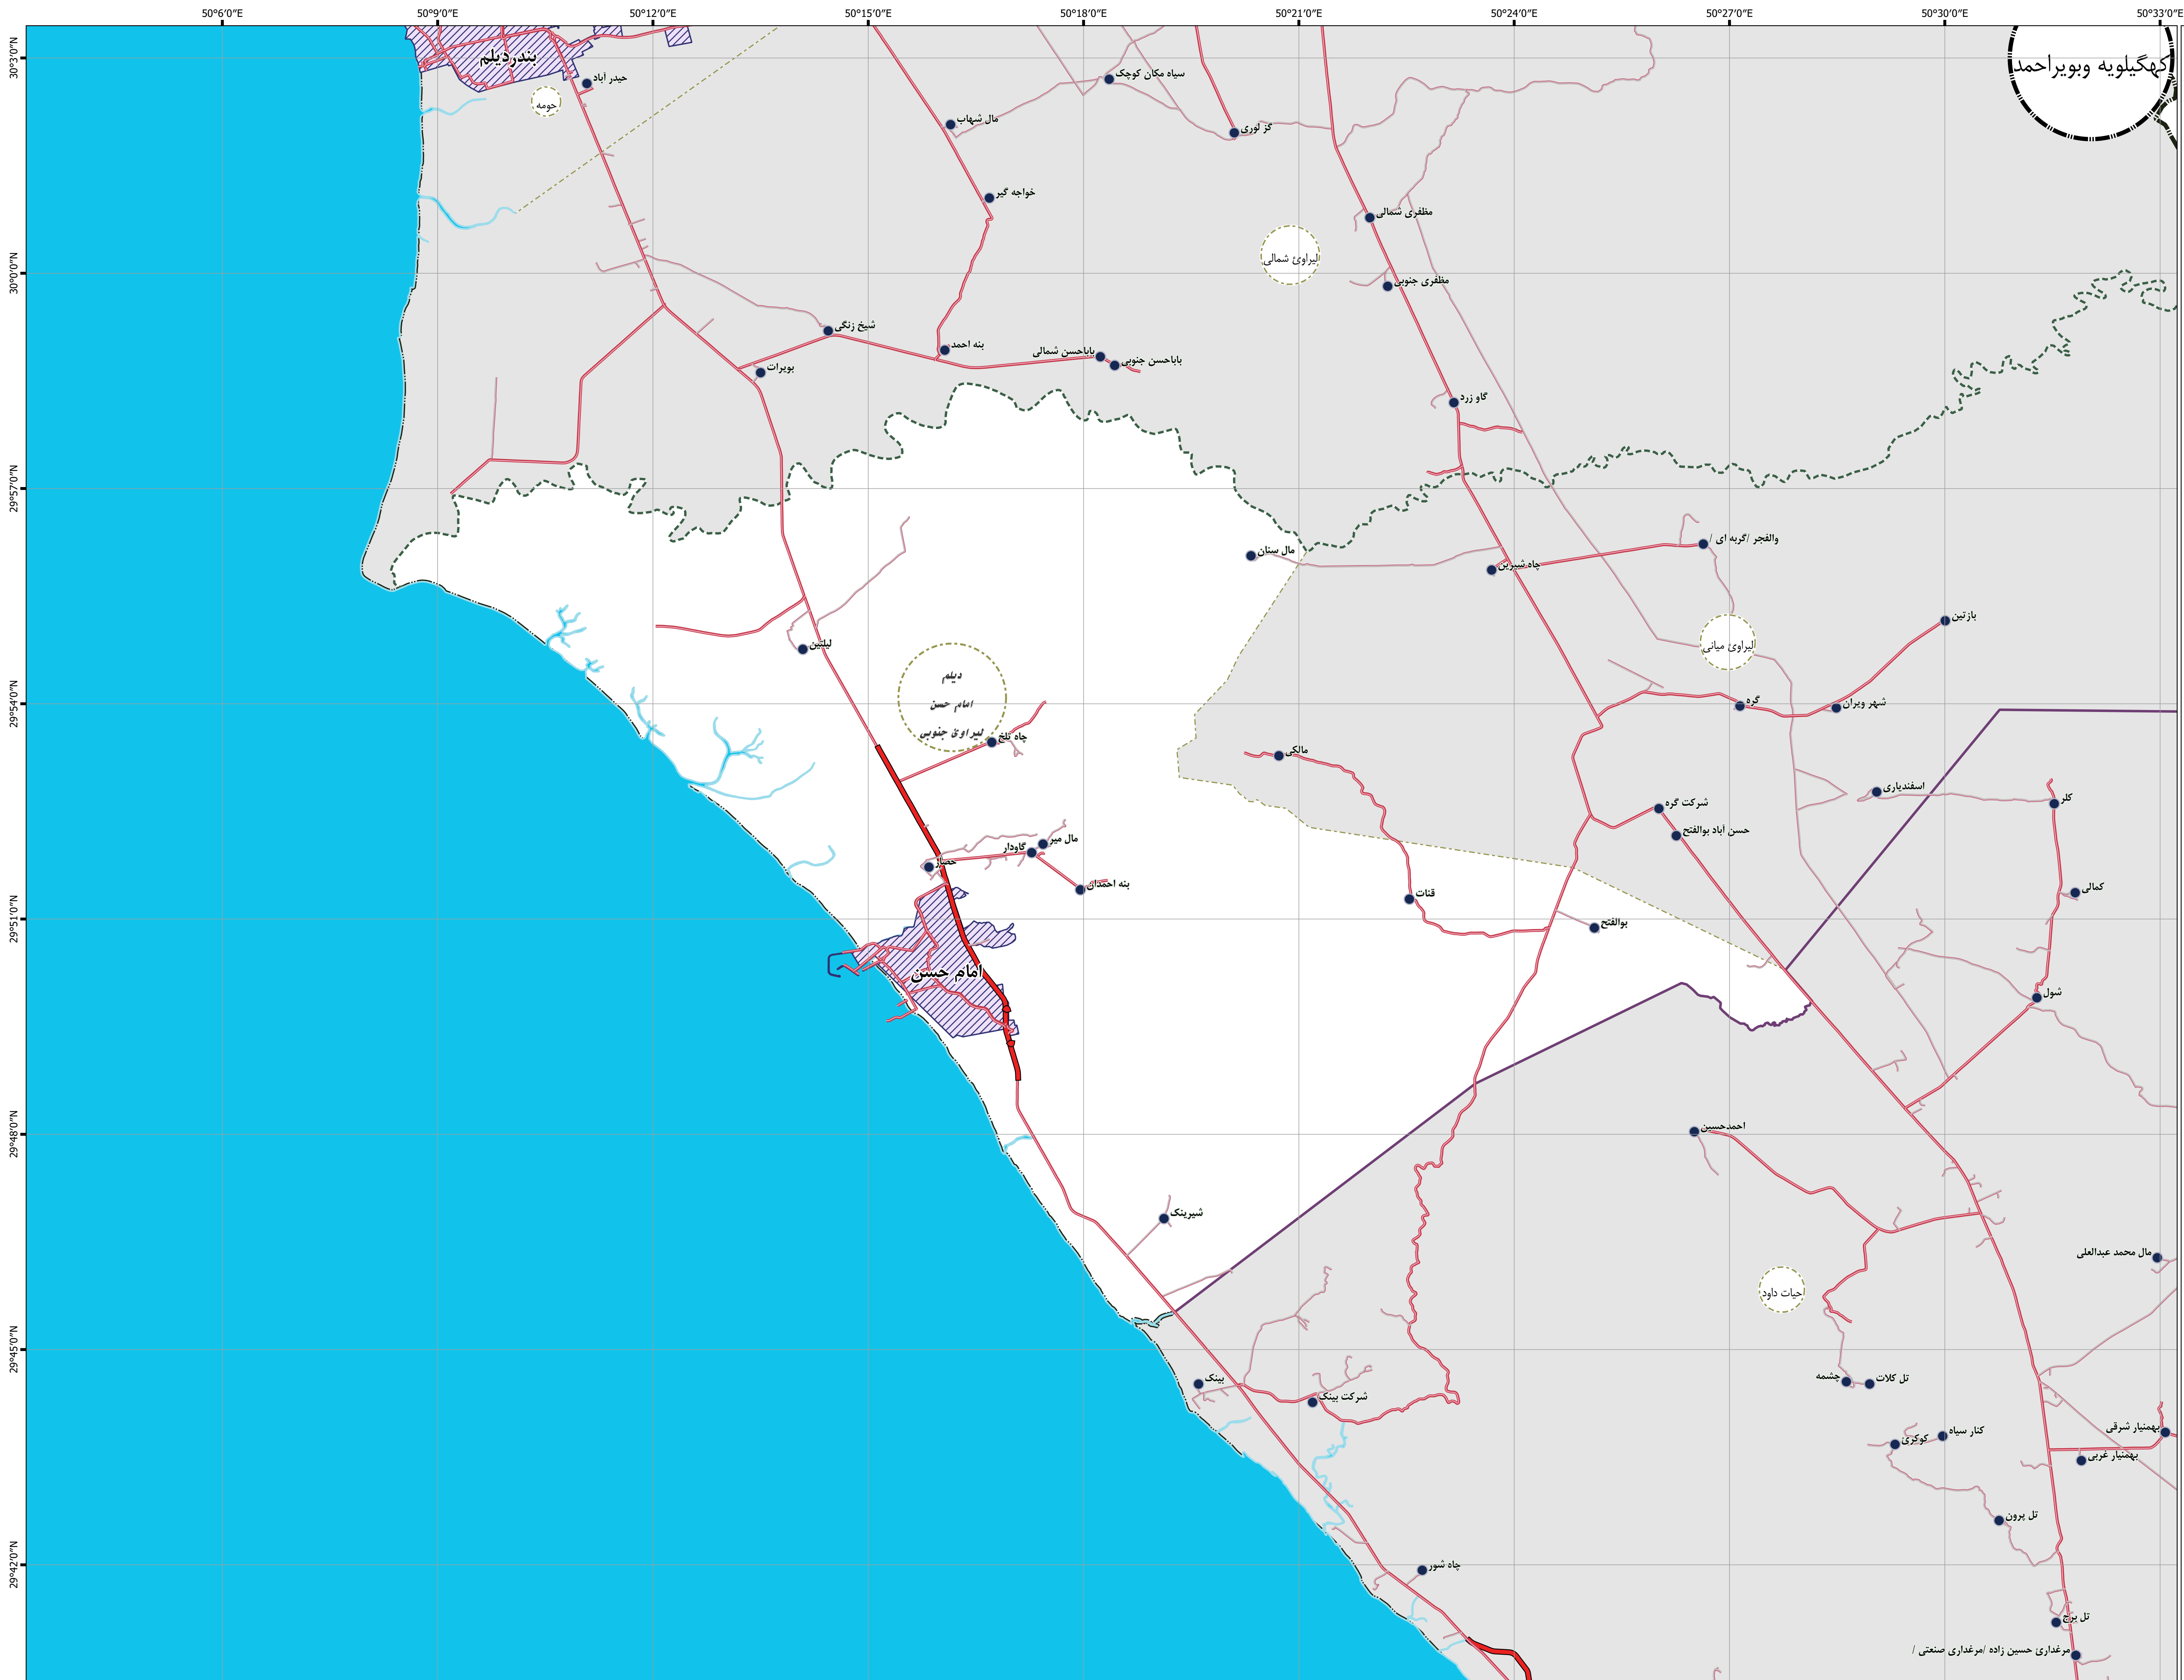 50°6'0"E
50°9'0"E
50°12'0"E
50°15'0"E
50°18'0"E
50°21'0"E
50°24'0"E
50°27'0"E
50°30'0"E
50°33'0"E
30°3'0"N
30°0'0"N
29°57'0"N
29°54'0"N
29°51'0"N
29°48'0"N
29°45'0"N
29°42'0"N
بندردیلم
حیدر آباد
حومه
سیاه مکان کوچک
کهگیلویه وبویراحمد
مال شهاب
گز لوری
خواجه گیر
مظفری شمالی
لیراوئ شمالی
مظفری جنوبی
شیخ زنگی
بنه احمد
باباحسن شمالی
باباحسن جنوبی
بویرات
گاو زرد
والفجر /گربه ای /
مال سنان
چاه شیرین
بازتین
لیلتین
لیراوئ میانی
دیلم
امام حسن
لیراوئ جنوبی
گره
شهر ویران
چاه تلخ
مالکی
اسفندیاری
کلر
شرکت گره
حسن آباد بوالفتح
مال میر
گاودار
حصار
بنه احمدان
کمالی
قنات
بوالفتح
امام حسن
شول
احمدحسین
شیرینک
مال محمد عبدالعلی
حیات داود
بینک
شرکت بینک
چشمه
تل کلات
بهمنیار شرقی
کنار سیاه
کوکرئ
بهمنیار غربی
تل پرون
چاه شور
تل برج
مرغداری حسین زاده /مرغداری صنعتی /